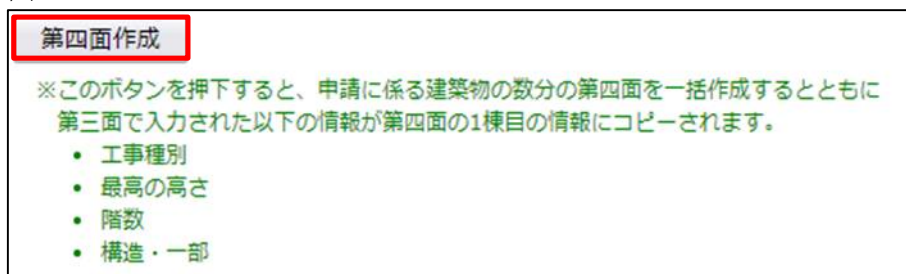 第四面作成
※このボタンを押下すると、申請に係る建築物の数分の第四面を一括作成するとともに
第三面で入力された以下の情報が第四面の1棟目の情報にコピーされます。
• 工事種別
• 最高の高さ
• 階数
• 構造・一部